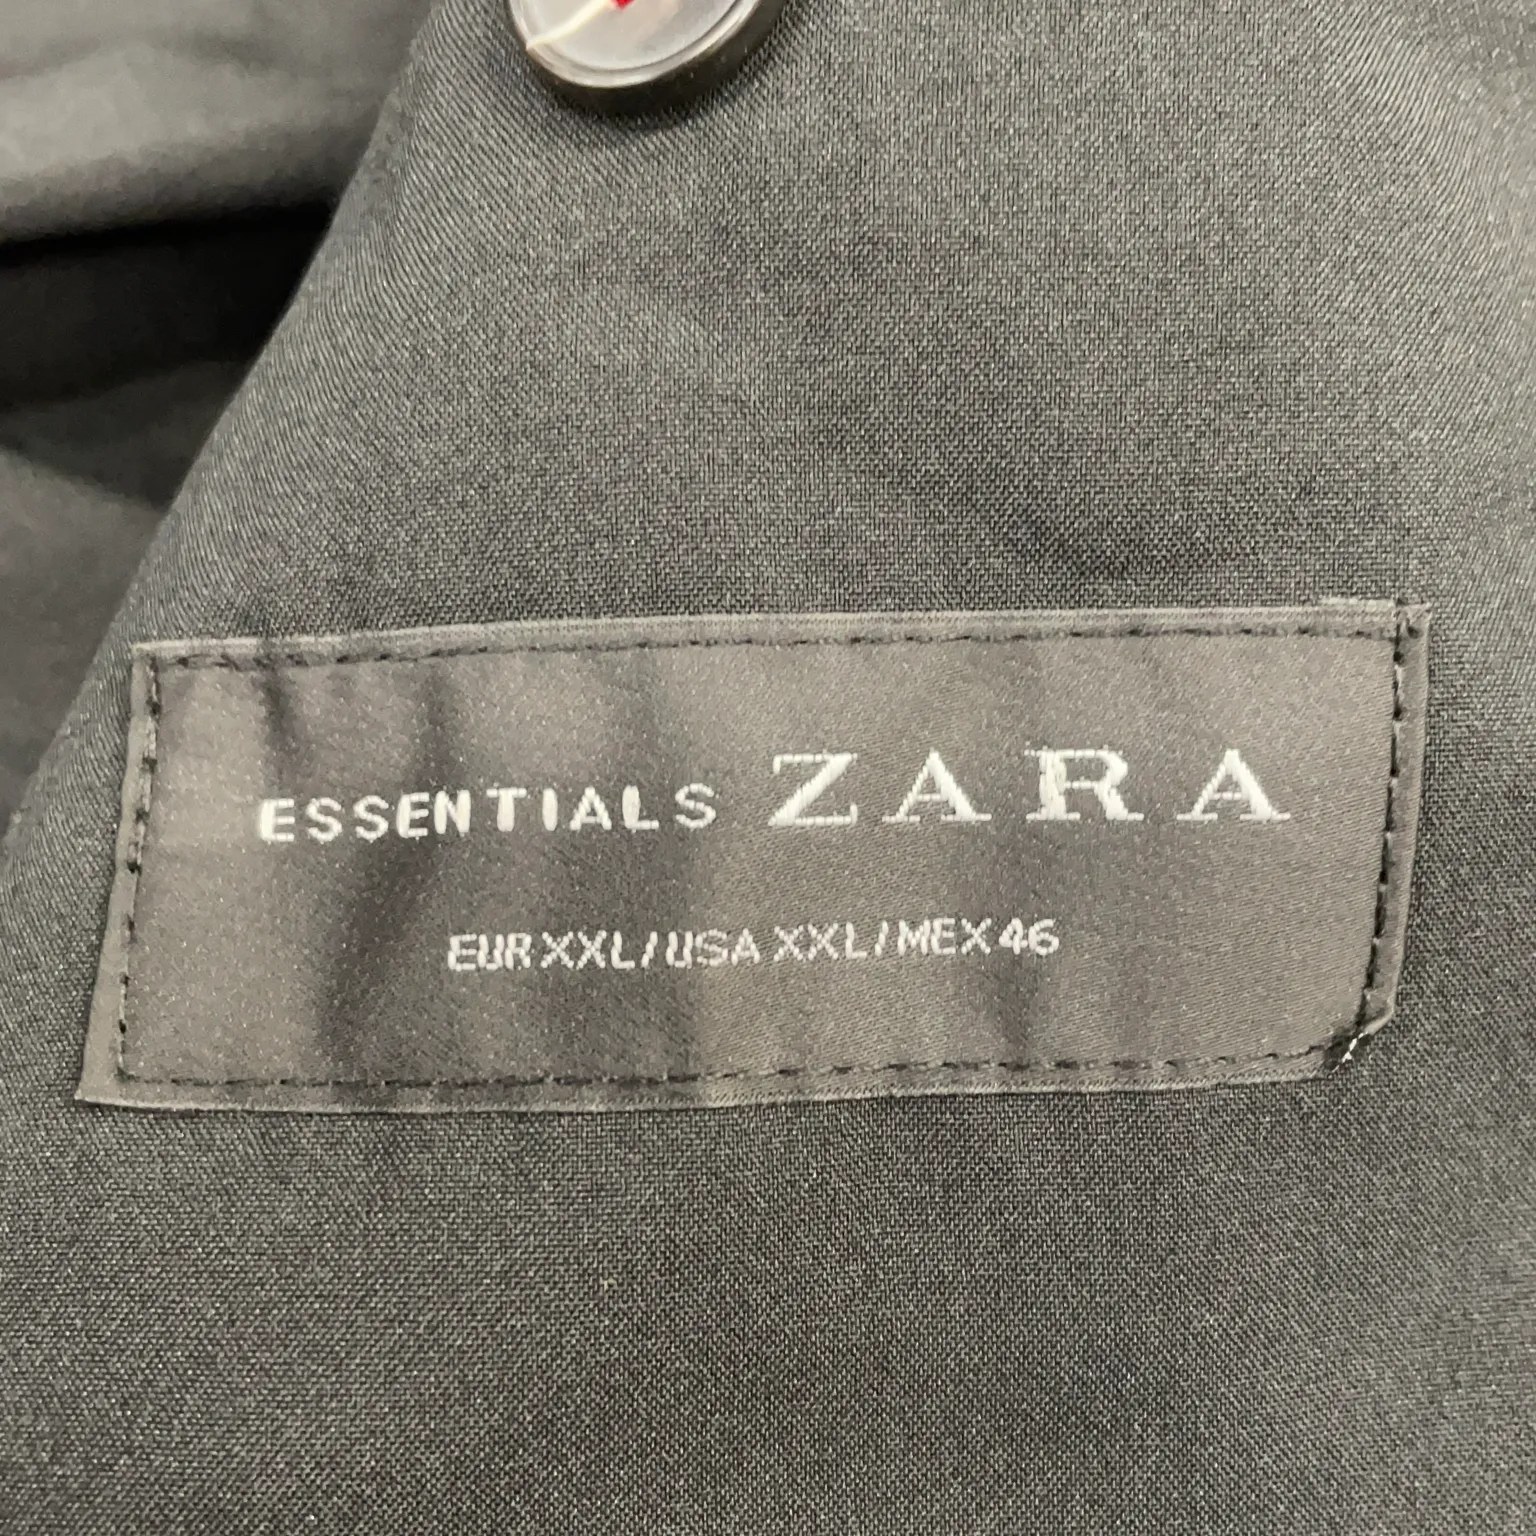 ESSENTIALS ZARA
EUR XXL/USA XXL/MEX 46